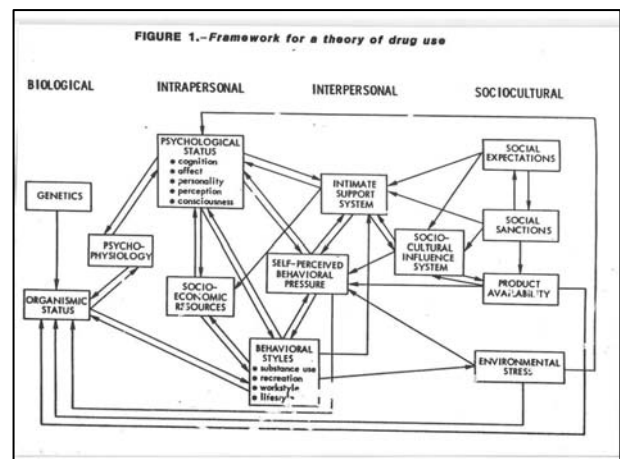 FIGURE 1.-Framework for a theory of drug use
BIOLOGICAL
INTRAPERSONAL
INTERPERSONAL
SOCIOCULTURAL
PSYCHOLOGICAL
STATUS
• cognition
• affect
• personality
• perception
• consciousness
GENETICS
PSYCHO-
PHYSIOLOGY
ORGANISMIC
STATUS
SOCIO-
ECONOMIC
RESOURCES
INTIMATE
SUPPORT
SYSTEM
SELF-PERCEIVED
BEHAVIORAL
PRESSURE
BEHAVIORAL
STYLES
• substance use
• recreation
• workstyle
• lifestyle
SOCIAL
EXPECTATIONS
SOCIAL
SANCTIONS
SOCIO-
CULTURAL
INFLUENCE
SYSTEM
PRODUCT
AVAILABILITY
ENVIRONMENTAL
STRESS